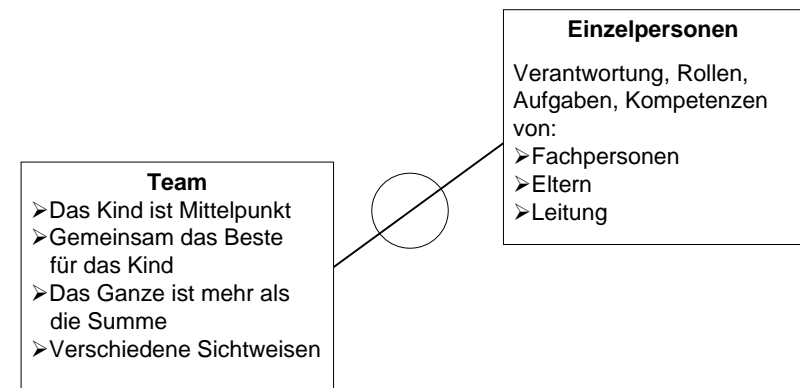 Einzelpersonen
Verantwortung, Rollen,
Aufgaben, Kompetenzen
von:
➢Fachpersonen
➢Eltern
➢Leitung
Team
➢Das Kind ist Mittelpunkt
➢Gemeinsam das Beste
für das Kind
➢Das Ganze ist mehr als
die Summe
➢Verschiedene Sichtweisen